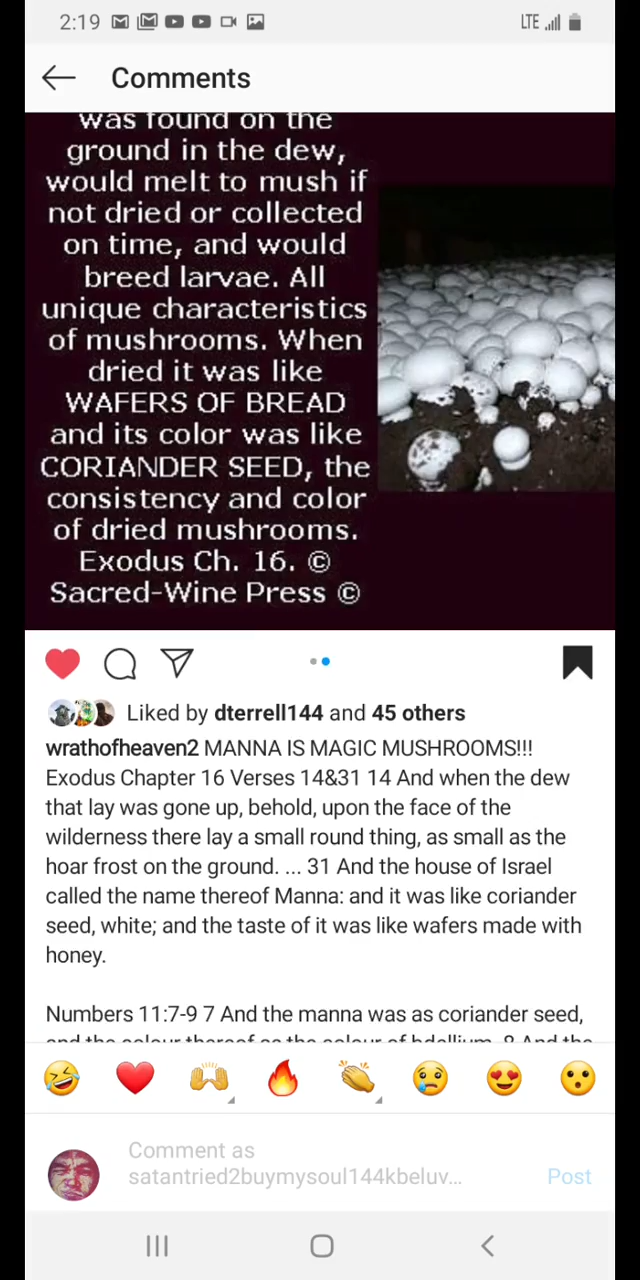 2:19
LTE
Comments
was found on the
ground in the dew,
would melt to mush if
not dried or collected
on time, and would
breed larvae. All
unique characteristics
of mushrooms. When
dried it was like
WAFERS OF BREAD
and its color was like
CORIANDER SEED, the
consistency and color
of dried mushrooms.
Exodus Ch. 16. ©
Sacred-Wine Press ©
Liked by dterrell144 and 45 others
wrathofheaven2 MANNA IS MAGIC MUSHROOMS!!!
Exodus Chapter 16 Verses 14&31 14 And when the dew
that lay was gone up, behold, upon the face of the
wilderness there lay a small round thing, as small as the
hoar frost on the ground. ... 31 And the house of Israel
called the name thereof Manna: and it was like coriander
seed, white; and the taste of it was like wafers made with
honey.
Numbers 11:7-9 7 And the manna was as coriander seed,
and the colour thereof as the colour of bdellium. 8 And the
Comment as
satantried2buymysoul144kbeluv...
Post